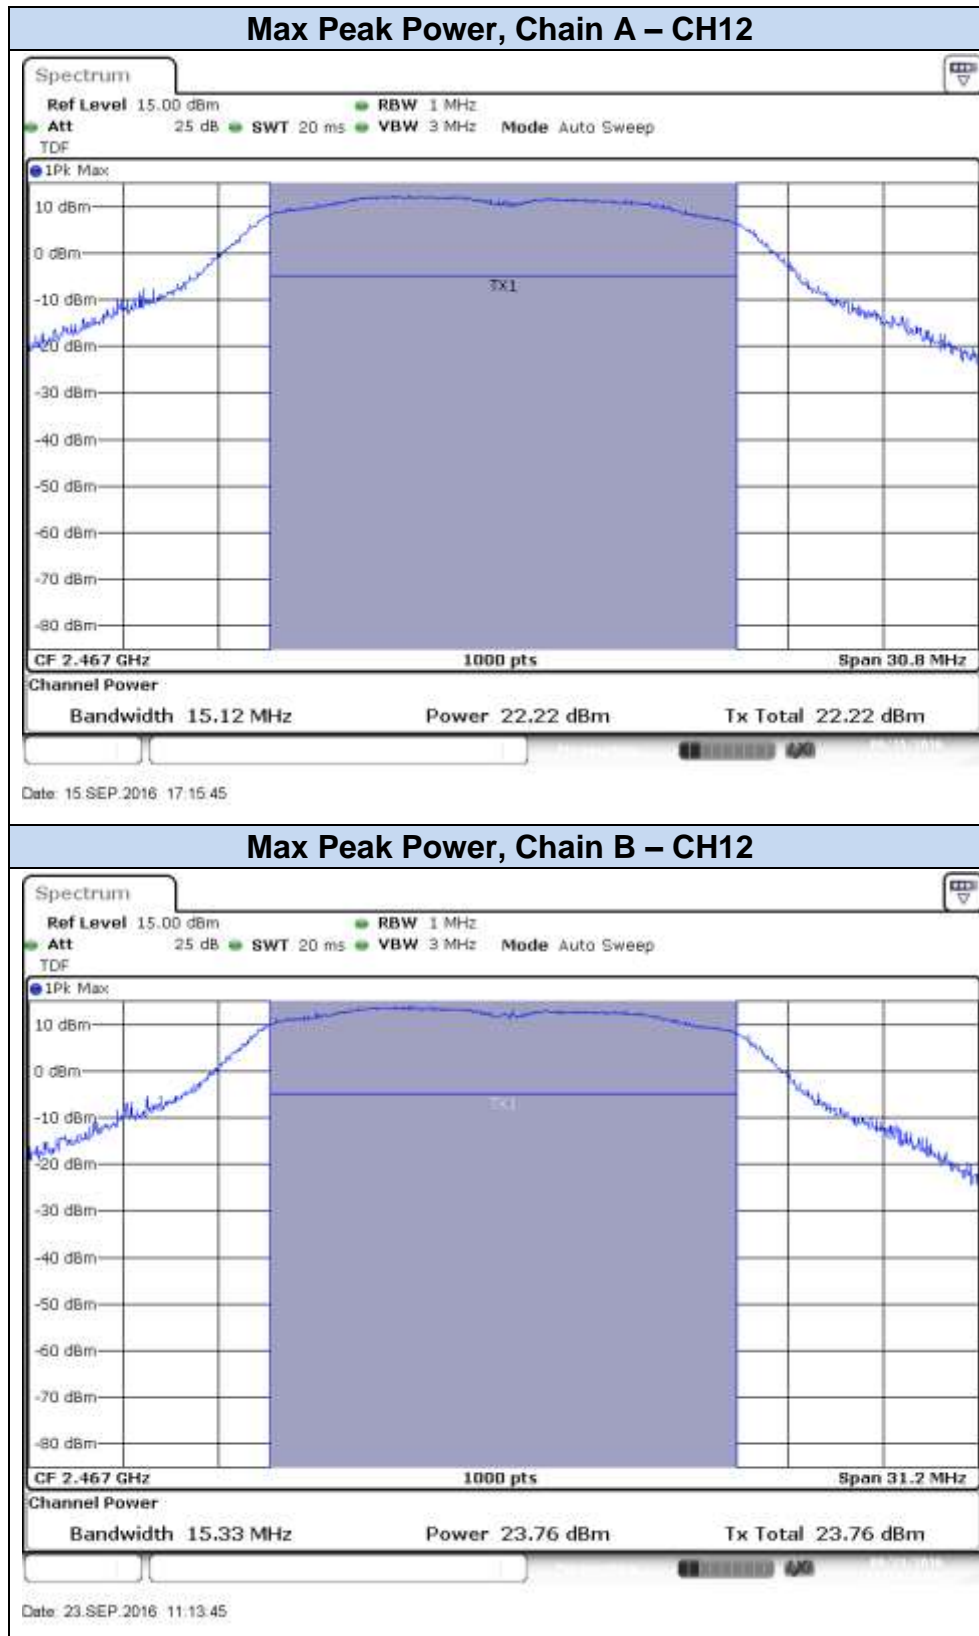 Max Peak Power, Chain A – CH12
Spectrum
Ref Level 15.00 dBm RBW 1 MHz
Att 25 dB SWT 20 ms VBW 3 MHz Mode Auto Sweep
TDF
1Pk Max
10 dBm
0 dBm
TX1
-10 dBm
-20 dBm
-30 dBm
-40 dBm
-50 dBm
-60 dBm
-70 dBm
-80 dBm
CF 2.467 GHz 1000 pts Span 30.8 MHz
Channel Power
Bandwidth 15.12 MHz Power 22.22 dBm Tx Total 22.22 dBm
Date: 15.SEP.2016 17:15:45
Max Peak Power, Chain B – CH12
Spectrum
Ref Level 15.00 dBm RBW 1 MHz
Att 25 dB SWT 20 ms VBW 3 MHz Mode Auto Sweep
TDF
1Pk Max
10 dBm
0 dBm
TX1
-10 dBm
-20 dBm
-30 dBm
-40 dBm
-50 dBm
-60 dBm
-70 dBm
-80 dBm
CF 2.467 GHz 1000 pts Span 31.2 MHz
Channel Power
Bandwidth 15.33 MHz Power 23.76 dBm Tx Total 23.76 dBm
Date: 23.SEP.2016 11:13:45